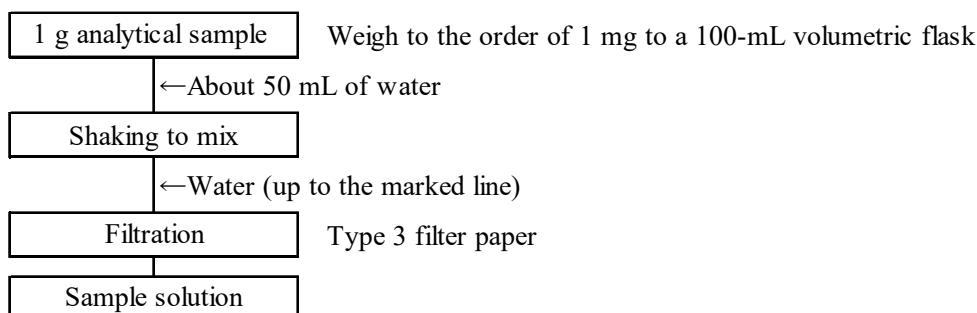 1 g analytical sample Weigh to the order of 1 mg to a 100-mL volumetric flask
←About 50 mL of water
Shaking to mix
←Water (up to the marked line)
Filtration Type 3 filter paper
Sample solution